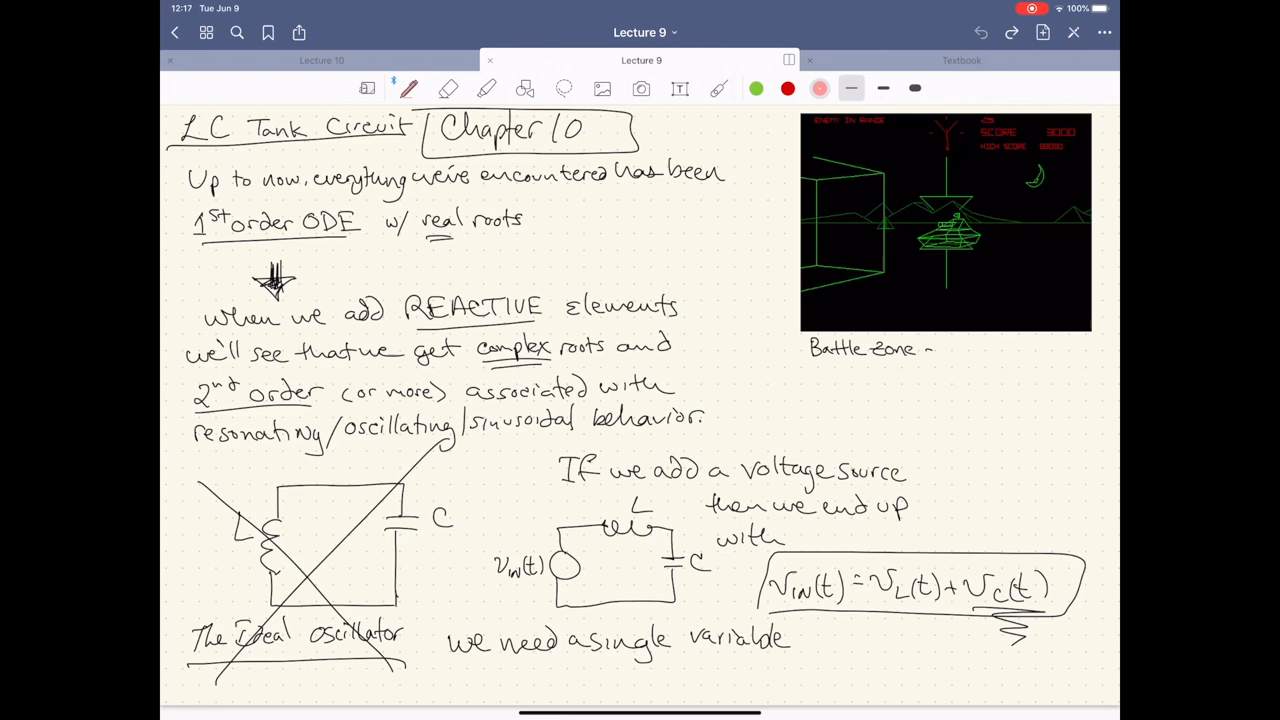 12:17 Tue Jun 9
100%
Lecture 9
Lecture 10
Lecture 9
Textbook
LC Tank Circuit Chapter 10
Up to now, everything we've encountered has been
1st order ODE w/ real roots
when we add REACTIVE elements
we'll see that we get complex roots and
2nd order (or more) associated with
resonating/oscillating/sinusoidal behavior.
ENEMY IN RANGE
SCORE 3000
HIGH SCORE
Battlezone -
L
C
The Ideal oscillator
If we add a voltage source
then we end up
with
L
vIN(t)
C
vIN(t) = vL(t) + vC(t)
we need a single variable